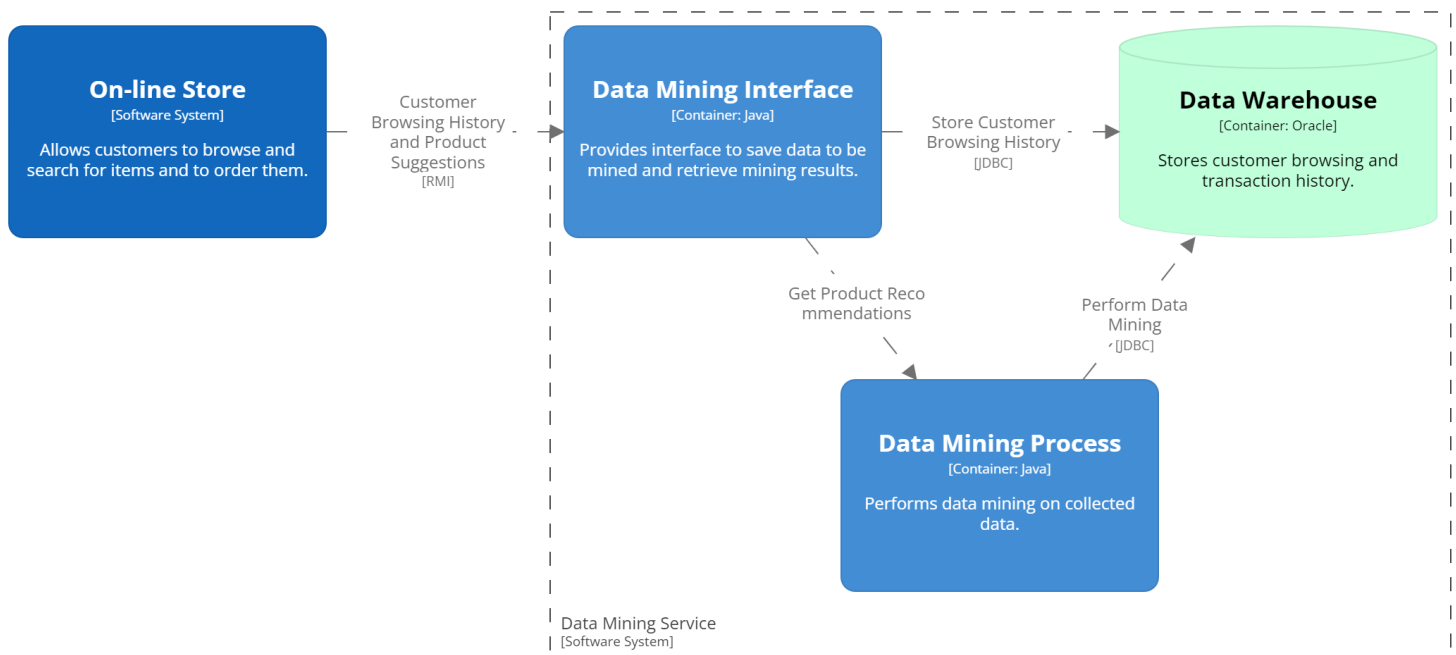 On-line Store
[Software System]
Allows customers to browse and
search for items and to order them.
Customer
Browsing History
and Product
Suggestions
[RMI]
Data Mining Interface
[Container: Java]
Provides interface to save data to be
mined and retrieve mining results.
Store Customer
Browsing History
[JDBC]
Data Warehouse
[Container: Oracle]
Stores customer browsing and
transaction history.
Get Product Reco
mmendations
Perform Data
Mining
[JDBC]
Data Mining Process
[Container: Java]
Performs data mining on collected
data.
Data Mining Service
[Software System]